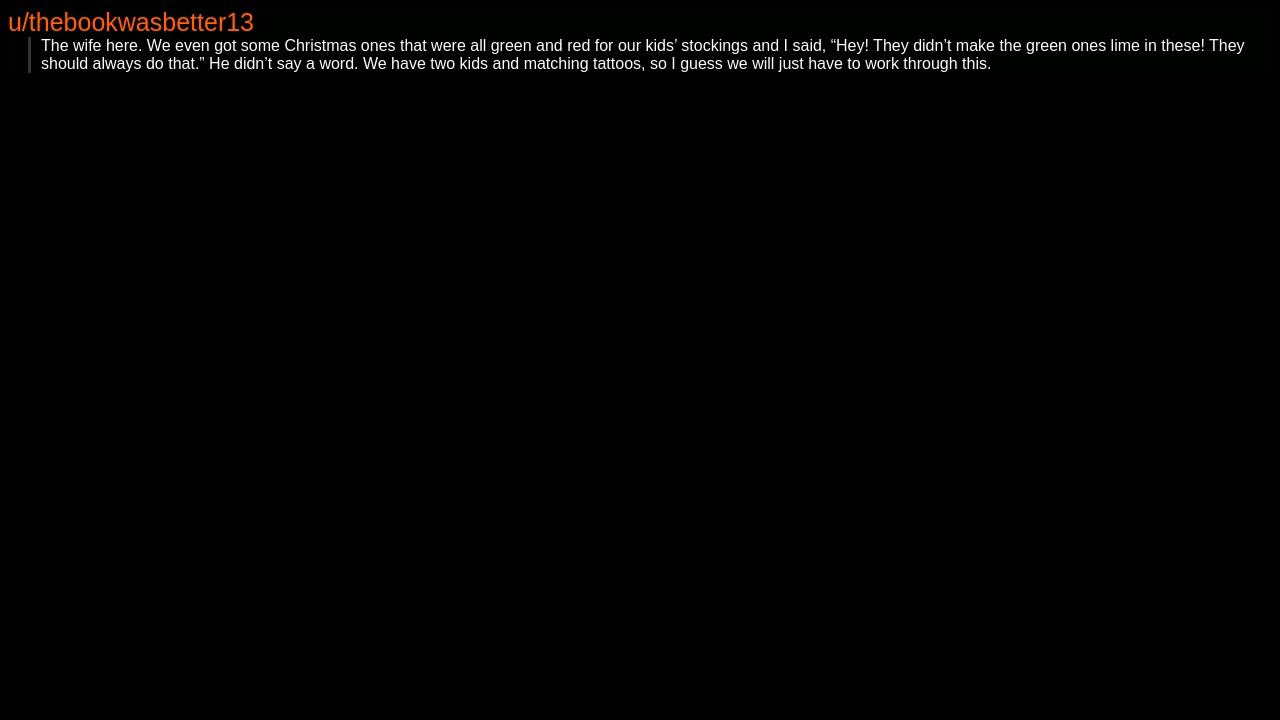 u/thebookwasbetter13
The wife here. We even got some Christmas ones that were all green and red for our kids’ stockings and I said, “Hey! They didn’t make the green ones lime in these! They
should always do that.” He didn’t say a word. We have two kids and matching tattoos, so I guess we will just have to work through this.